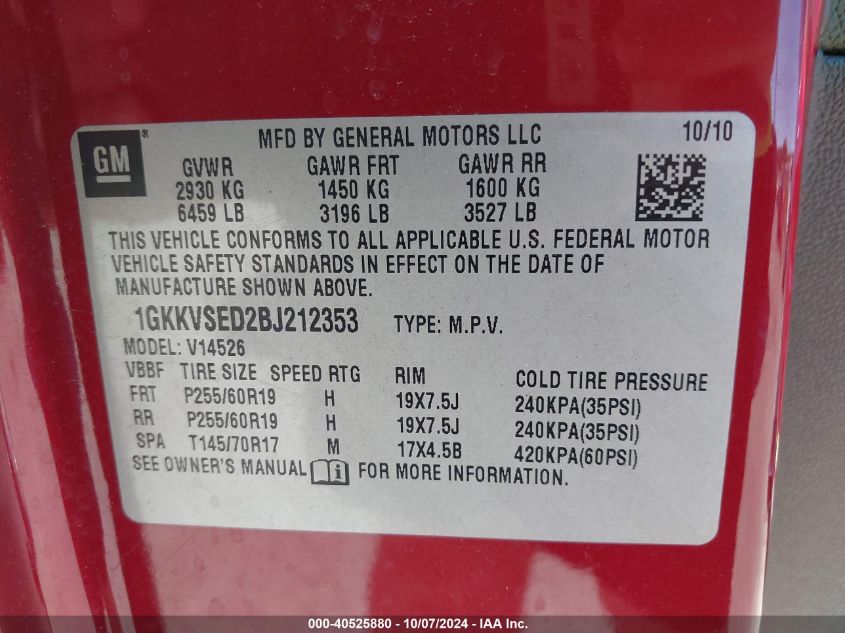 GM ® MFD BY GENERAL MOTORS LLC 10/10
GVWR GAWR FRT GAWR RR
2930 KG 1450 KG 1600 KG
6459 LB 3196 LB 3527 LB
THIS VEHICLE CONFORMS TO ALL APPLICABLE U.S. FEDERAL MOTOR
VEHICLE SAFETY STANDARDS IN EFFECT ON THE DATE OF
MANUFACTURE SHOWN ABOVE.
1GKKVSED2BJ212353 TYPE: M.P.V.
MODEL: V14526
VBBF TIRE SIZE SPEED RTG RIM COLD TIRE PRESSURE
FRT P255/60R19 H 19X7.5J 240KPA(35PSI)
RR P255/60R19 H 19X7.5J 240KPA(35PSI)
SPA T145/70R17 M 17X4.5B 420KPA(60PSI)
SEE OWNER'S MANUAL i FOR MORE INFORMATION.
000-40525880 - 10/07/2024 - IAA Inc.